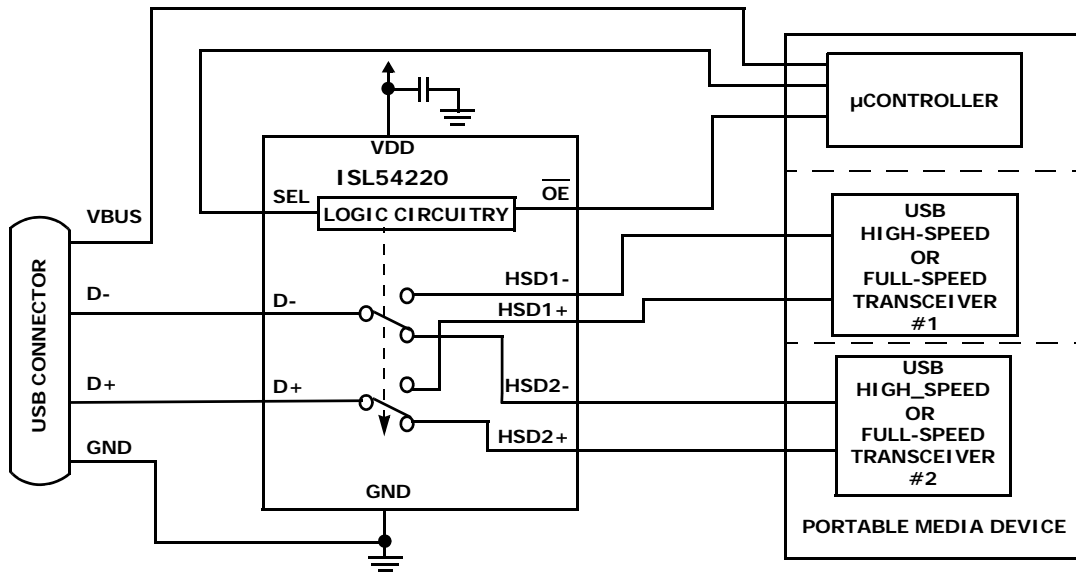 µCONTROLLER
VDD
ISL54220
SEL
OE
LOGIC CIRCUITRY
VBUS
USB CONNECTOR
D-
D-
D+
D+
GND
GND
HSD1-
HSD1+
HSD2-
HSD2+
USB
HIGH-SPEED
OR
FULL-SPEED
TRANSCEIVER
#1
USB
HIGH_SPEED
OR
FULL-SPEED
TRANSCEIVER
#2
PORTABLE MEDIA DEVICE